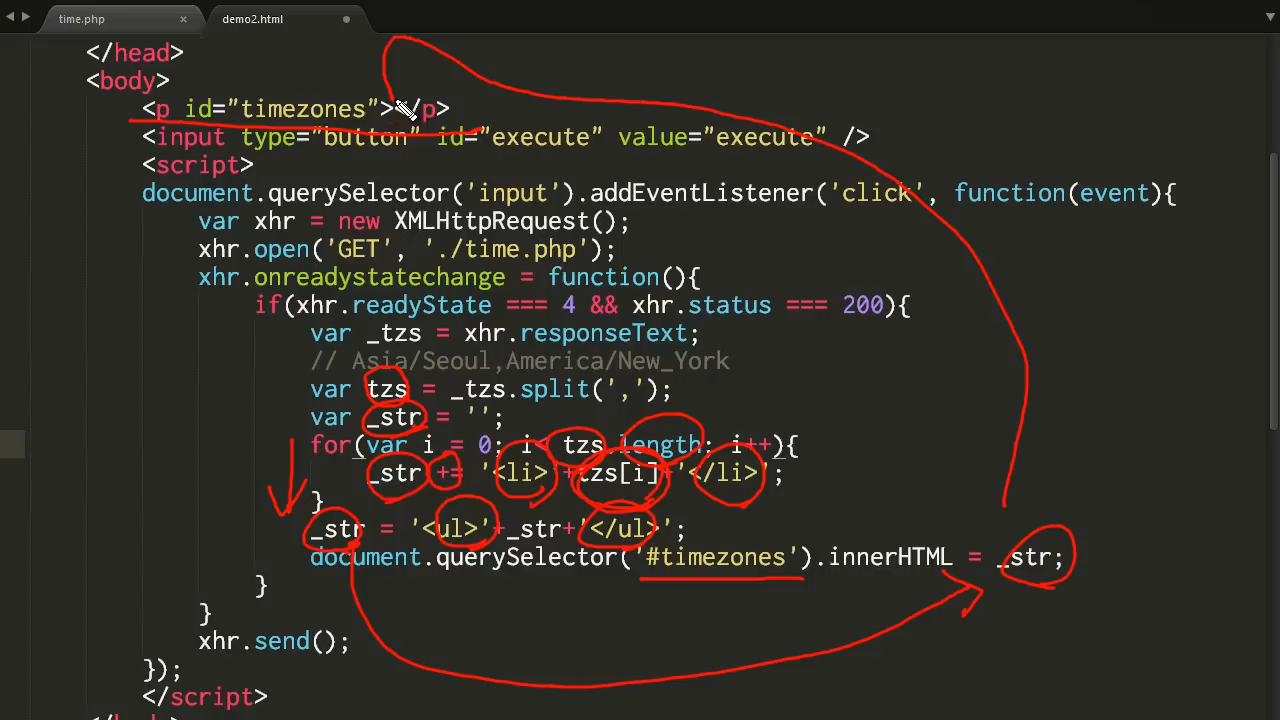 time.php
demo2.html
</head>
<body>
<p id="timezones"></p>
<input type="button" id="execute" value="execute" />
<script>
document.querySelector('input').addEventListener('click', function(event){
var xhr = new XMLHttpRequest();
xhr.open('GET', './time.php');
xhr.onreadystatechange = function(){
if(xhr.readyState === 4 && xhr.status === 200){
var _tzs = xhr.responseText;
// Asia/Seoul,America/New_York
var tzs = _tzs.split(',');
var _str = '';
for(var i = 0; i< tzs.length; i++){
_str += '<li>'+tzs[i]+'</li>';
}
_str = '<ul>'+_str+'</ul>';
document.querySelector('#timezones').innerHTML = _str;
}
}
xhr.send();
});
</script>